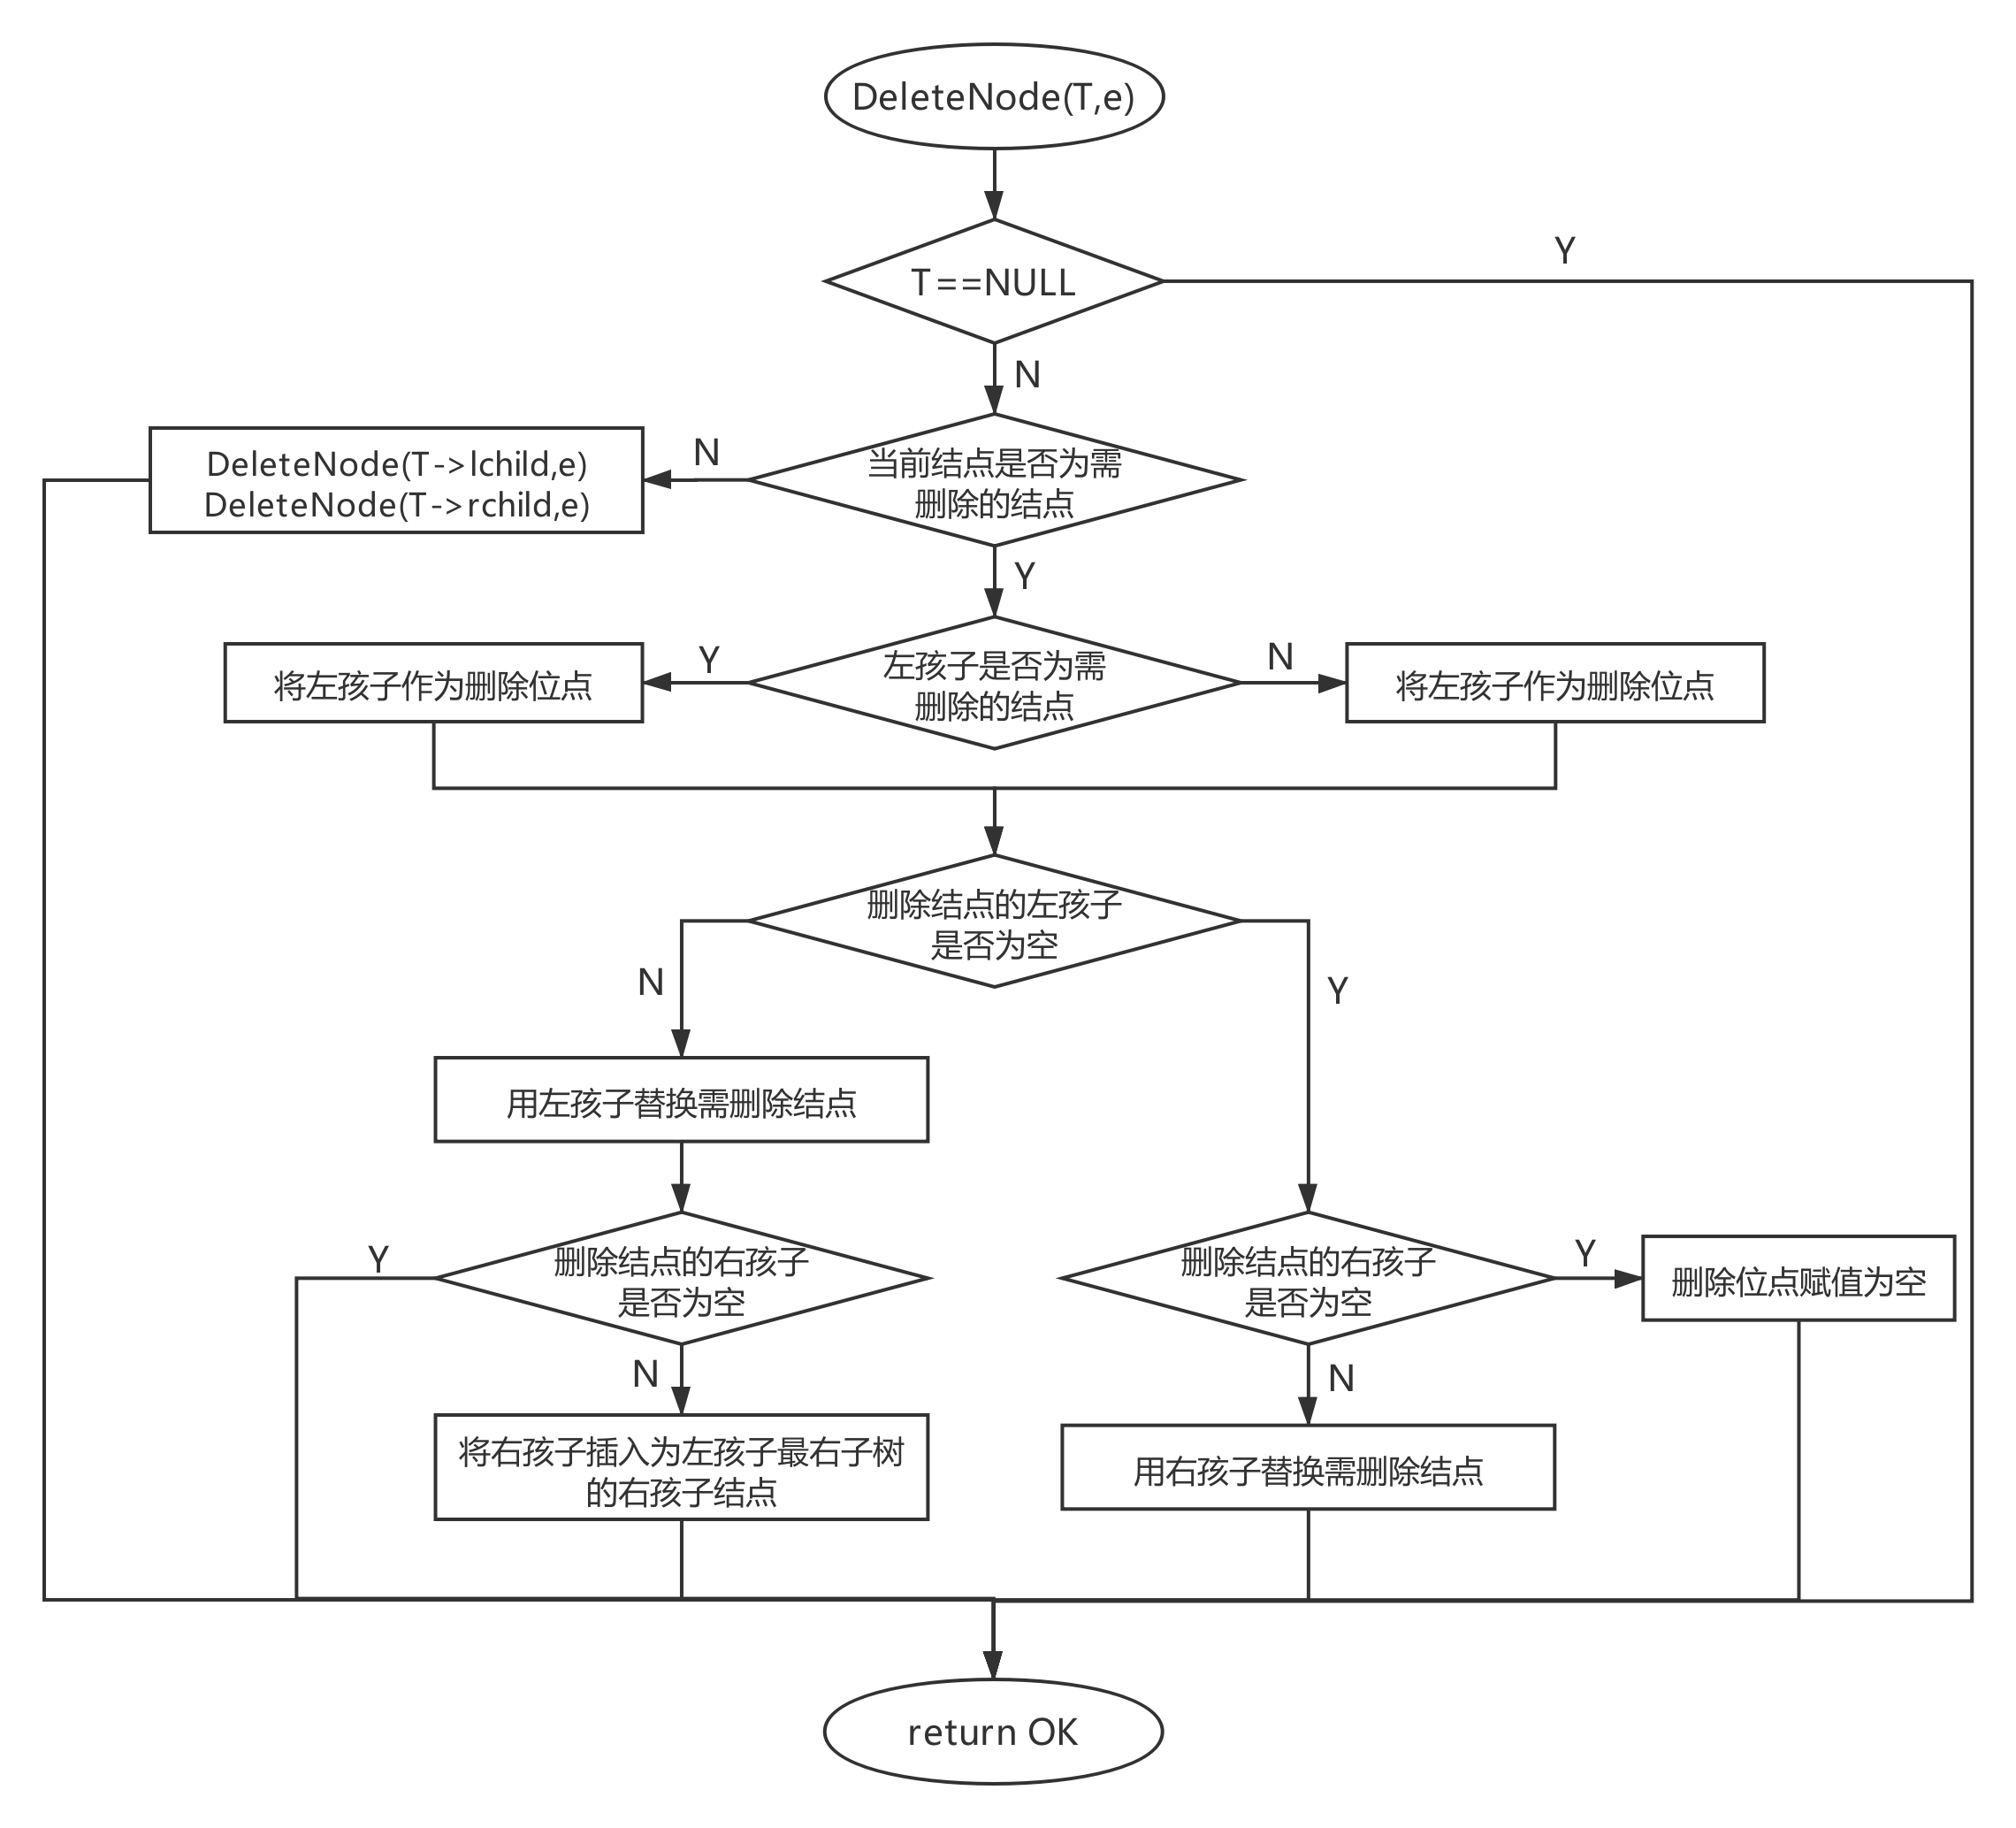 DeleteNode(T,e)
T==NULL
Y
N
当前结点是否为需
删除的结点
N
DeleteNode(T->lchild,e)
DeleteNode(T->rchild,e)
Y
左孩子是否为需
删除的结点
Y
将左孩子作为删除位点
N
将左孩子作为删除位点
删除结点的左孩子
是否为空
N
Y
用左孩子替换需删除结点
删除结点的右孩子
是否为空
Y
N
将右孩子插入为左孩子最右子树
的右孩子结点
删除结点的右孩子
是否为空
Y
删除位点赋值为空
N
用右孩子替换需删除结点
return OK